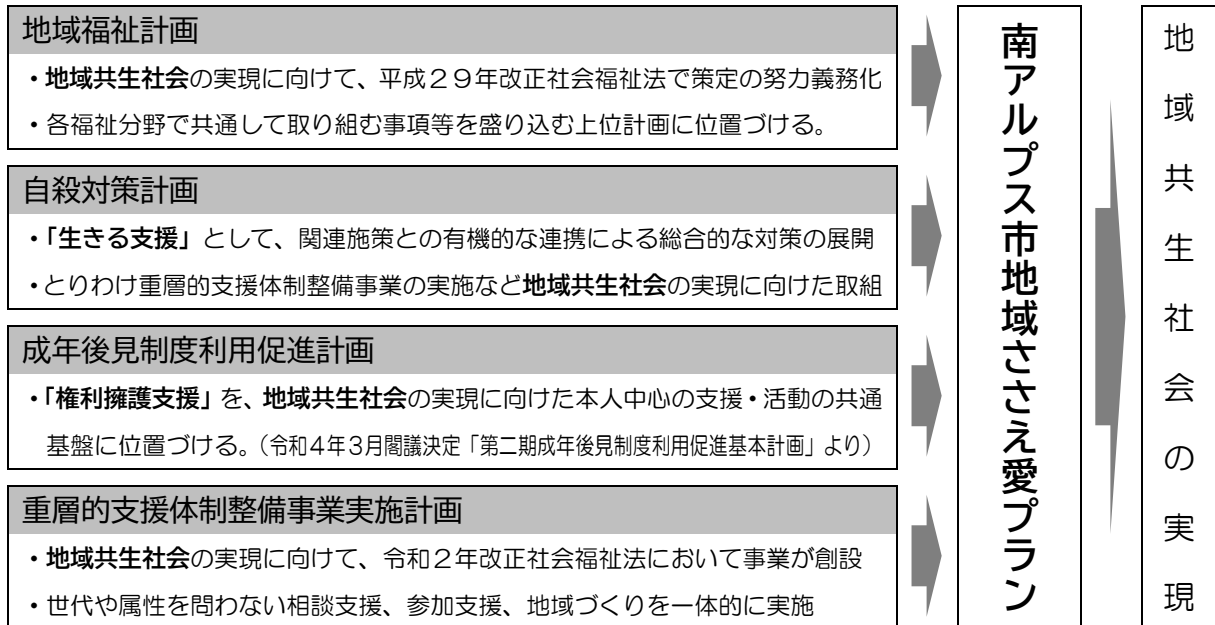 地域福祉計画
・地域共生社会の実現に向けて、平成２９年改正社会福祉法で策定の努力義務化
・各福祉分野で共通して取り組む事項等を盛り込む上位計画に位置づける。
自殺対策計画
・「生きる支援」として、関連施策との有機的な連携による総合的な対策の展開
・とりわけ重層的支援体制整備事業の実施など地域共生社会の実現に向けた取組
成年後見制度利用促進計画
・「権利擁護支援」を、地域共生社会の実現に向けた本人中心の支援・活動の共通
基盤に位置づける。（令和４年３月閣議決定「第二期成年後見制度利用促進基本計画」より）
重層的支援体制整備事業実施計画
・地域共生社会の実現に向けて、令和２年改正社会福祉法において事業が創設
・世代や属性を問わない相談支援、参加支援、地域づくりを一体的に実施
南アルプス市地域ささえ愛プラン
地域共生社会の実現